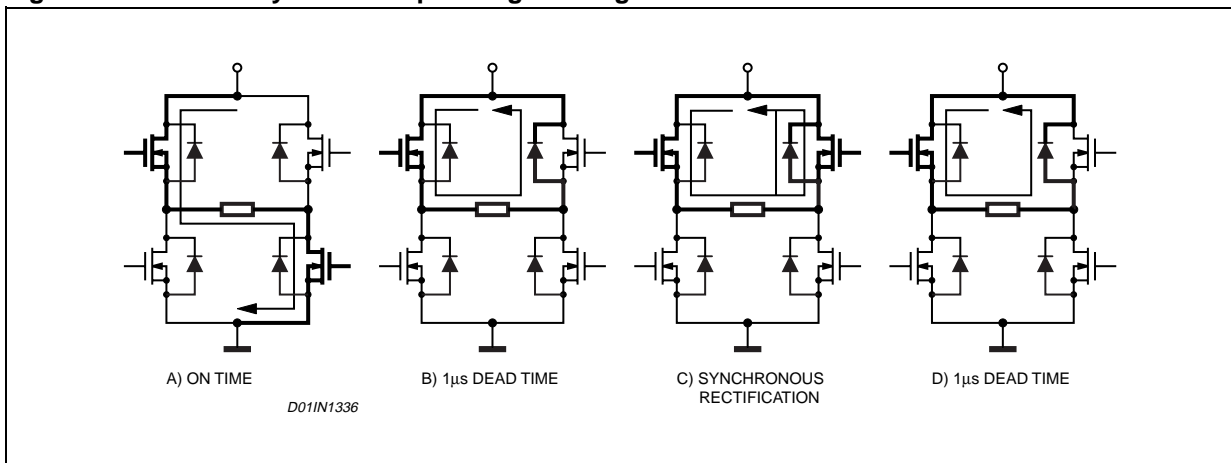 A) ON TIME
B) 1μs DEAD TIME
C) SYNCHRONOUS
RECTIFICATION
D) 1μs DEAD TIME
D01IN1336